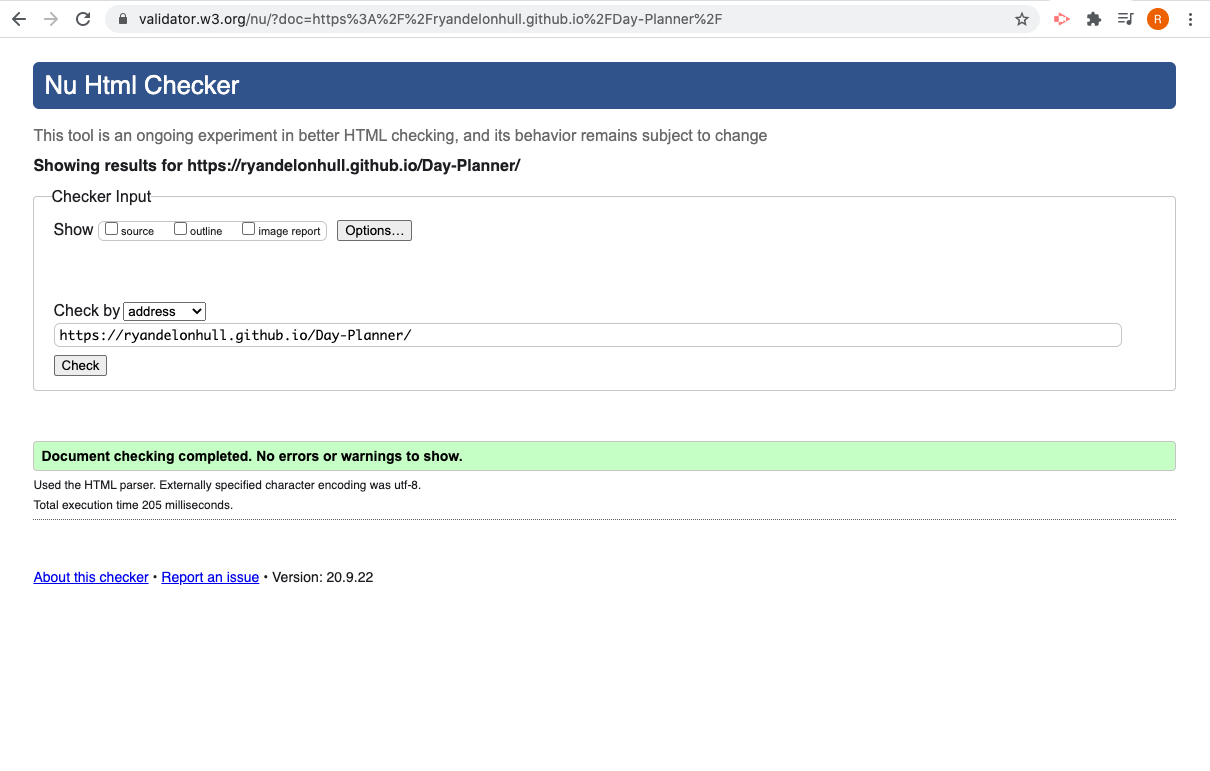 validator.w3.org/nu/?doc=https%3A%2F%2Fryandelonhull.github.io%2FDay-Planner%2F
R
Nu Html Checker
This tool is an ongoing experiment in better HTML checking, and its behavior remains subject to change
Showing results for https://ryandelonhull.github.io/Day-Planner/
Checker Input
Show source outline image report Options...
Check by address
https://ryandelonhull.github.io/Day-Planner/
Check
Document checking completed. No errors or warnings to show.
Used the HTML parser. Externally specified character encoding was utf-8.
Total execution time 205 milliseconds.
About this checker • Report an issue • Version: 20.9.22